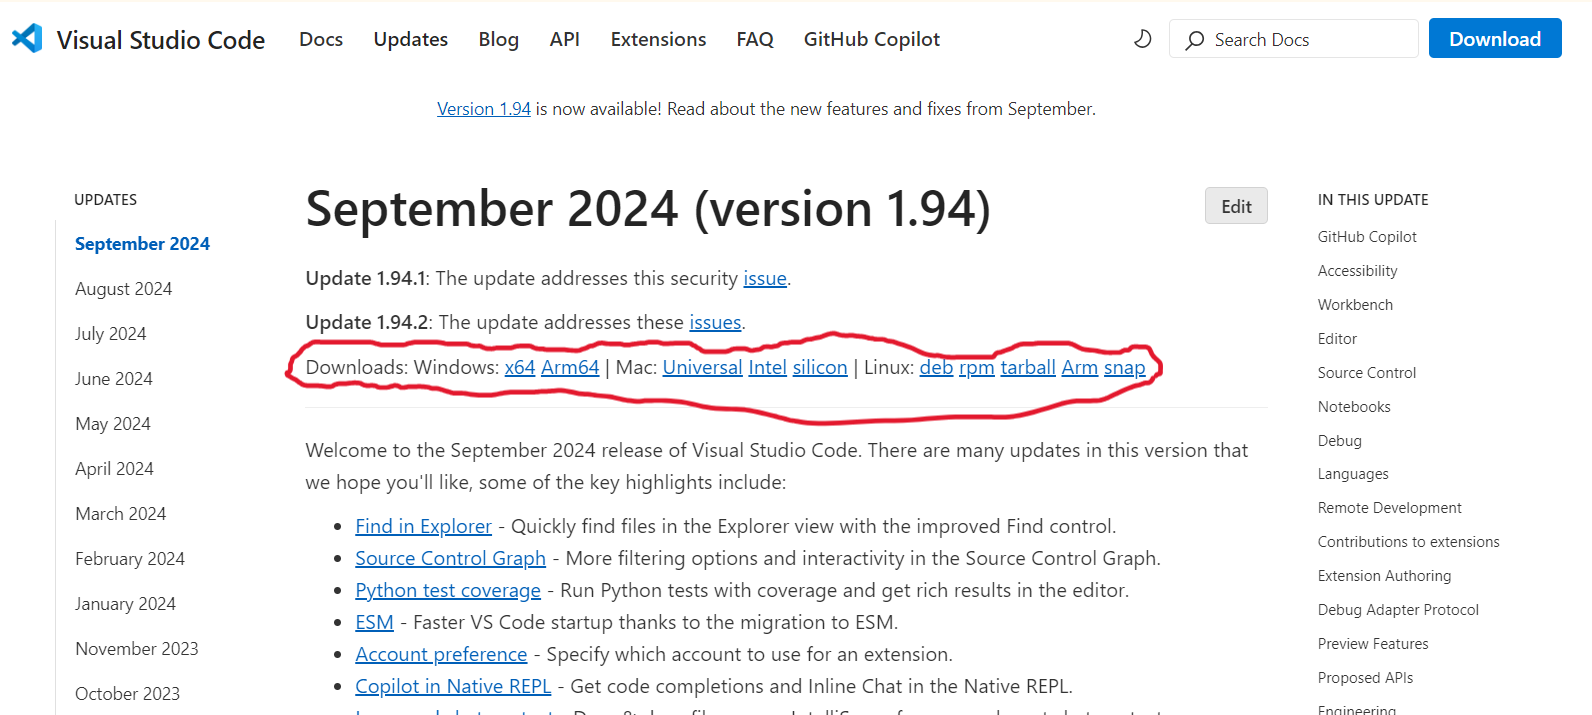 Visual Studio Code Docs Updates Blog API Extensions FAQ GitHub Copilot Search Docs Download
Version 1.94 is now available! Read about the new features and fixes from September.
UPDATES
September 2024
August 2024
July 2024
June 2024
May 2024
April 2024
March 2024
February 2024
January 2024
November 2023
October 2023
September 2024 (version 1.94)
Edit
Update 1.94.1: The update addresses this security issue.
Update 1.94.2: The update addresses these issues.
Downloads: Windows: x64 Arm64 | Mac: Universal Intel silicon | Linux: deb rpm tarball Arm snap
Welcome to the September 2024 release of Visual Studio Code. There are many updates in this version that
we hope you'll like, some of the key highlights include:
• Find in Explorer - Quickly find files in the Explorer view with the improved Find control.
• Source Control Graph - More filtering options and interactivity in the Source Control Graph.
• Python test coverage - Run Python tests with coverage and get rich results in the editor.
• ESM - Faster VS Code startup thanks to the migration to ESM.
• Account preference - Specify which account to use for an extension.
• Copilot in Native REPL - Get code completions and Inline Chat in the Native REPL.
IN THIS UPDATE
GitHub Copilot
Accessibility
Workbench
Editor
Source Control
Notebooks
Debug
Languages
Remote Development
Contributions to extensions
Extension Authoring
Debug Adapter Protocol
Preview Features
Proposed APIs
Engineering